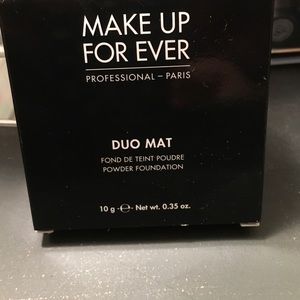 MAKE UP
FOR EVER
PROFESSIONAL – PARIS
DUO MAT
FOND DE TEINT POUDRE
POWDER FOUNDATION
10 g ·℮· Net wt. 0.35 oz.